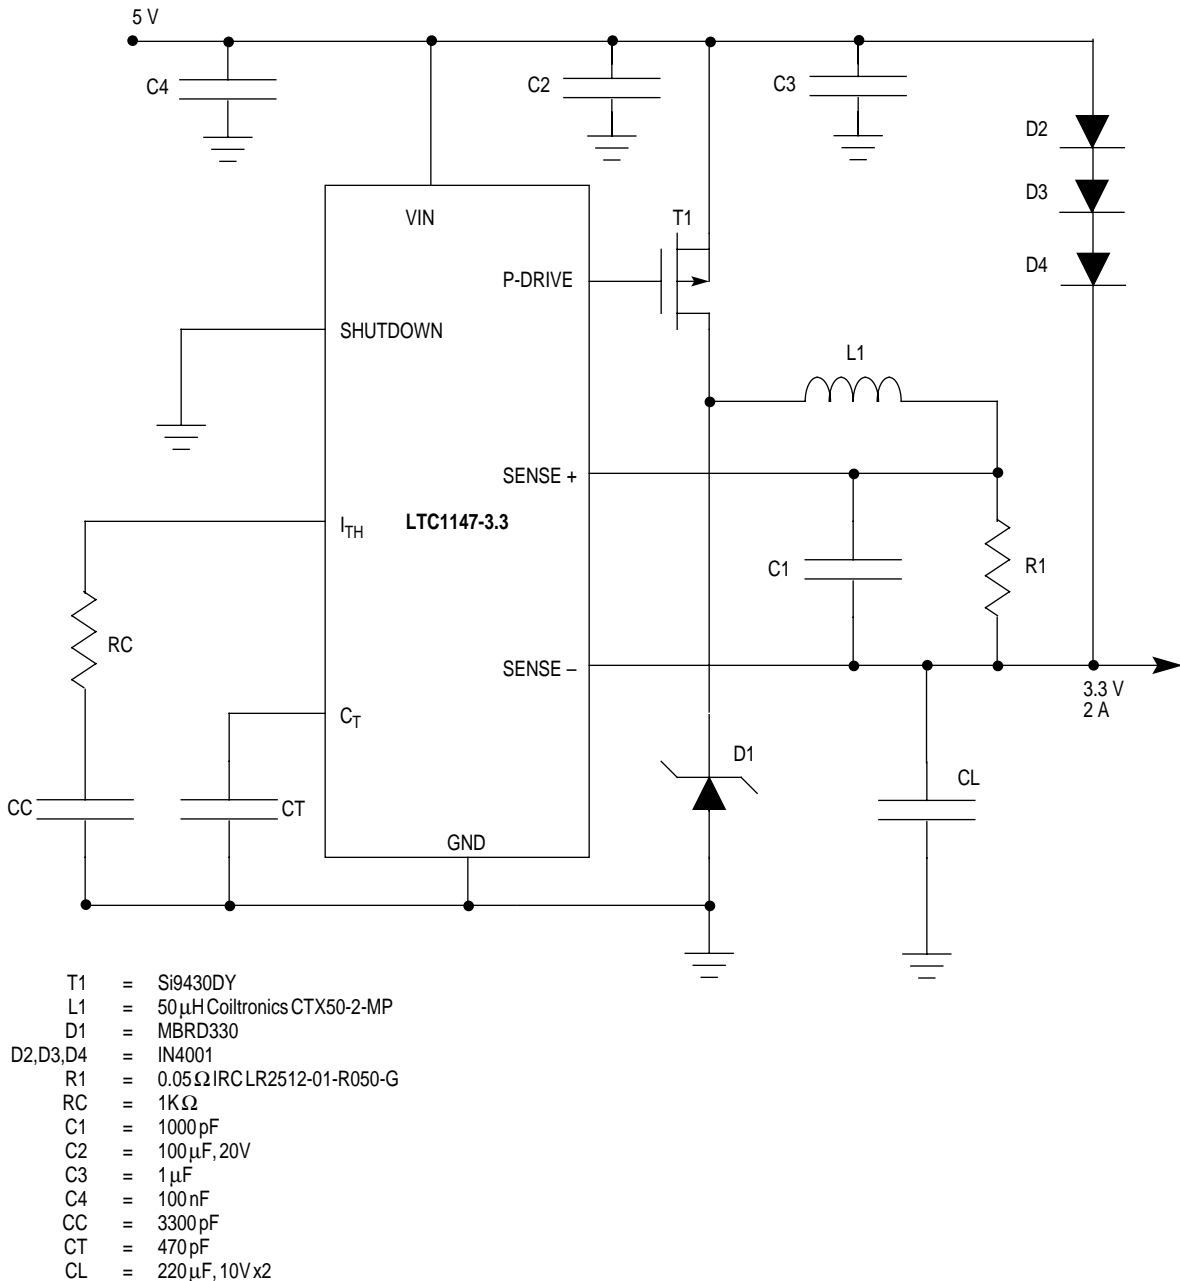 5 V
C4
C2
C3
D2
D3
D4
VIN
T1
P-DRIVE
SHUTDOWN
L1
SENSE +
ITH
LTC1147-3.3
C1
R1
RC
SENSE –
3.3 V
2 A
CT
D1
CL
CC
CT
GND
T1 = Si9430DY
L1 = 50 µH Coiltronics CTX50-2-MP
D1 = MBRD330
D2,D3,D4 = IN4001
R1 = 0.05 Ω IRC LR2512-01-R050-G
RC = 1K Ω
C1 = 1000 pF
C2 = 100 µF, 20V
C3 = 1 µF
C4 = 100 nF
CC = 3300 pF
CT = 470 pF
CL = 220 µF, 10V x2